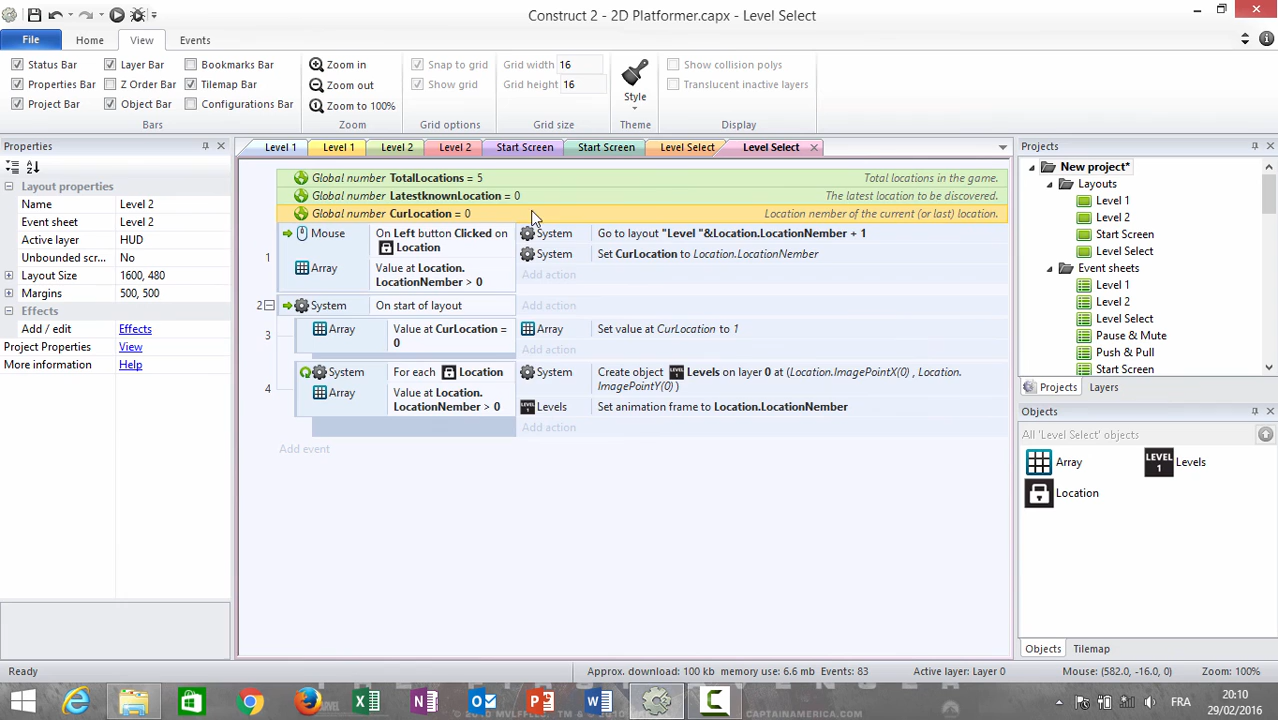 Construct 2 - 2D Platformer.capx - Level Select
File Home View Events
Status Bar Layer Bar Bookmarks Bar Zoom in Snap to grid Grid width 16 Show collision polys
Properties Bar Z Order Bar Tilemap Bar Zoom out Show grid Grid height 16 Style Translucent inactive layers
Project Bar Object Bar Configurations Bar Zoom to 100%
Bars Zoom Grid options Grid size Theme Display
Properties
Layout properties
Name Level 2
Event sheet Level 2
Active layer HUD
Unbounded scr... No
Layout Size 1600, 480
Margins 500, 500
Effects
Add / edit Effects
Project Properties View
More information Help
Level 1 Level 1 Level 2 Level 2 Start Screen Start Screen Level Select Level Select
Global number TotalLocations = 5 Total locations in the game.
Global number LatestknownLocation = 0 The latest location to be discovered.
Global number CurLocation = 0 Location nember of the current (or last) location.
1
Mouse On Left button Clicked on Location
System Go to layout "Level "&Location.LocationNember + 1
System Set CurLocation to Location.LocationNember
Array Value at Location.
LocationNember > 0
Add action
2 System On start of layout Add action
3 Array Value at CurLocation =
0
Array Set value at CurLocation to 1
Add action
4 System For each Location
System Create object Levels on layer 0 at (Location.ImagePointX(0) , Location.
ImagePointY(0) )
Array Value at Location.
LocationNember > 0
Levels Set animation frame to Location.LocationNember
Add action
Add event
Projects
New project*
Layouts
Level 1
Level 2
Start Screen
Level Select
Event sheets
Level 1
Level 2
Level Select
Pause & Mute
Push & Pull
Start Screen
Projects Layers
Objects
All 'Level Select' objects
Array LEVEL 1 Levels
Location
Objects Tilemap
Ready Approx. download: 100 kb memory use: 6.6 mb Events: 83 Active layer: Layer 0 Mouse: (582.0, -16.0, 0) Zoom: 100%
FRA 20:10
29/02/2016